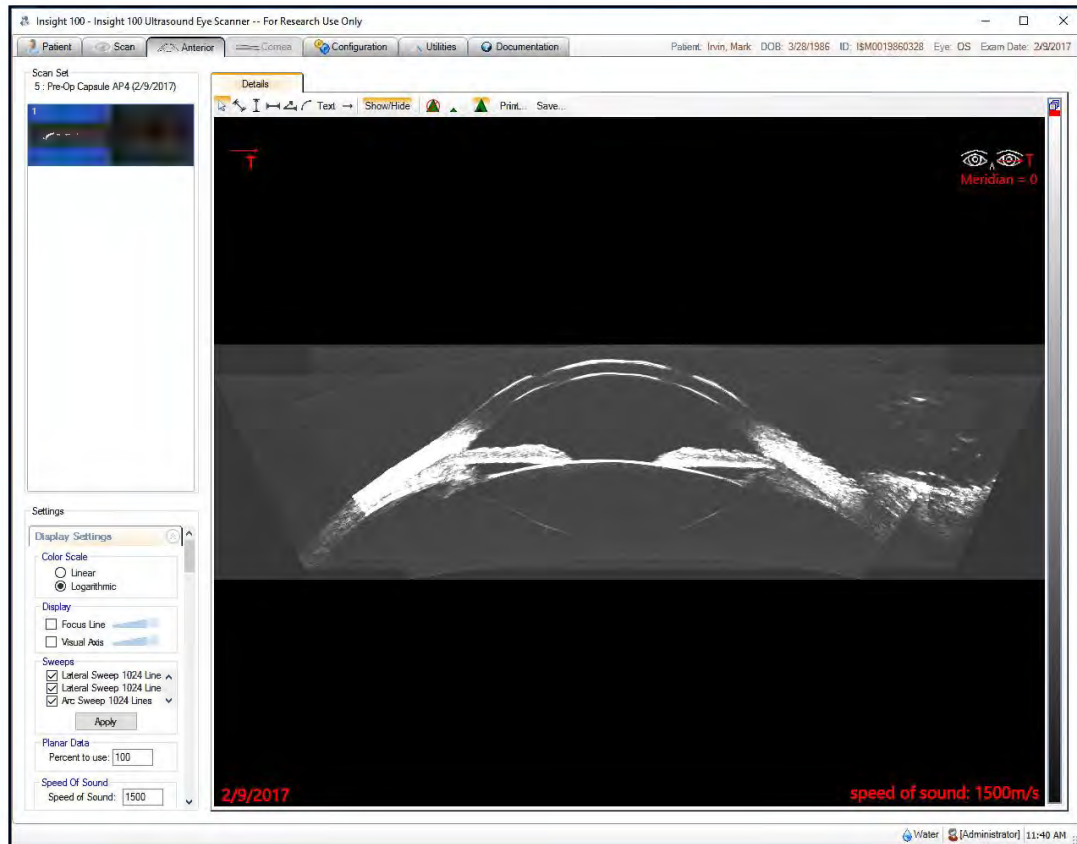 Insight 100 - Insight 100 Ultrasound Eye Scanner -- For Research Use Only
Patient Scan Anterior Cornea Configuration Utilities Documentation
Patient: Irvin, Mark DOB: 3/28/1986 ID: I$M0019860328 Eye: OS Exam Date: 2/9/2017
Scan Set
5 : Pre-Op Capsule AP4 (2/9/2017)
1
Details
Text Show/Hide Print... Save...
T
T
Meridian = 0
Settings
Display Settings
Color Scale
Linear
Logarithmic
Display
Focus Line
Visual Axis
Sweeps
Lateral Sweep 1024 Line
Lateral Sweep 1024 Line
Arc Sweep 1024 Lines
Apply
Planar Data
Percent to use: 100
Speed Of Sound
Speed of Sound: 1500
2/9/2017
speed of sound: 1500m/s
Water [Administrator] 11:40 AM